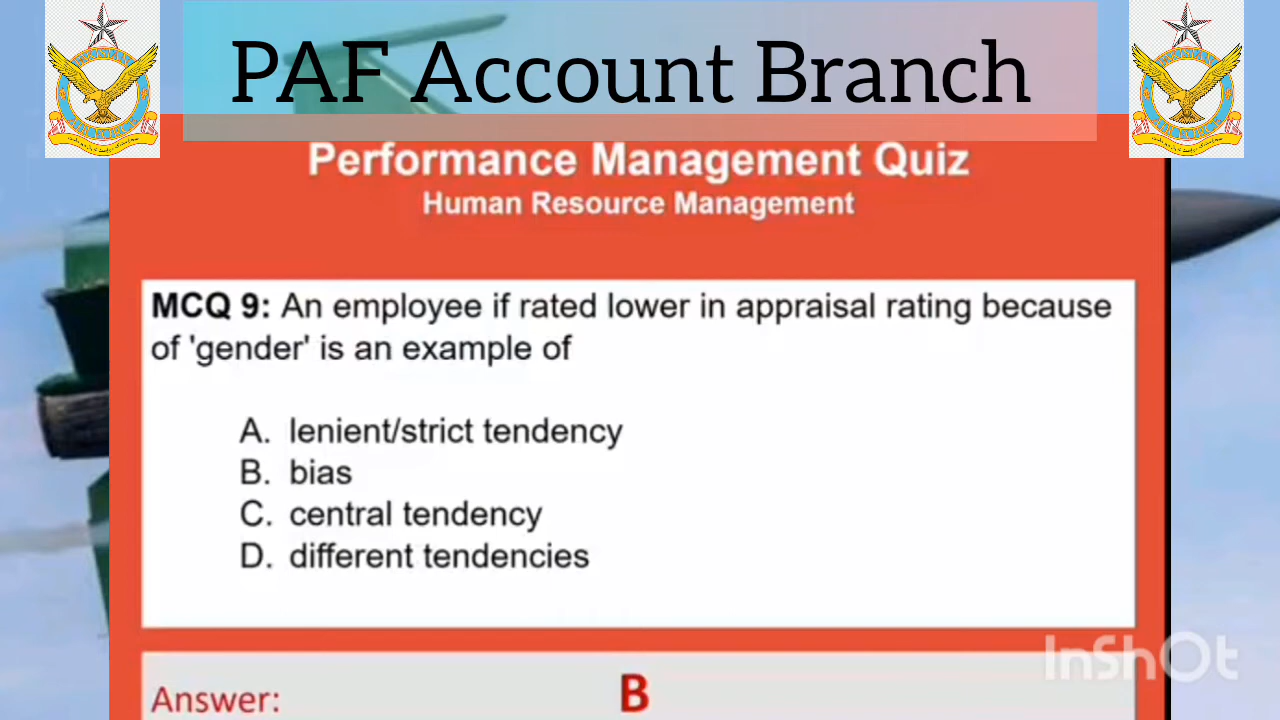 PAF Account Branch
Performance Management Quiz
Human Resource Management
MCQ 9: An employee if rated lower in appraisal rating because
of 'gender' is an example of
A. lenient/strict tendency
B. bias
C. central tendency
D. different tendencies
InShOt
Answer: B